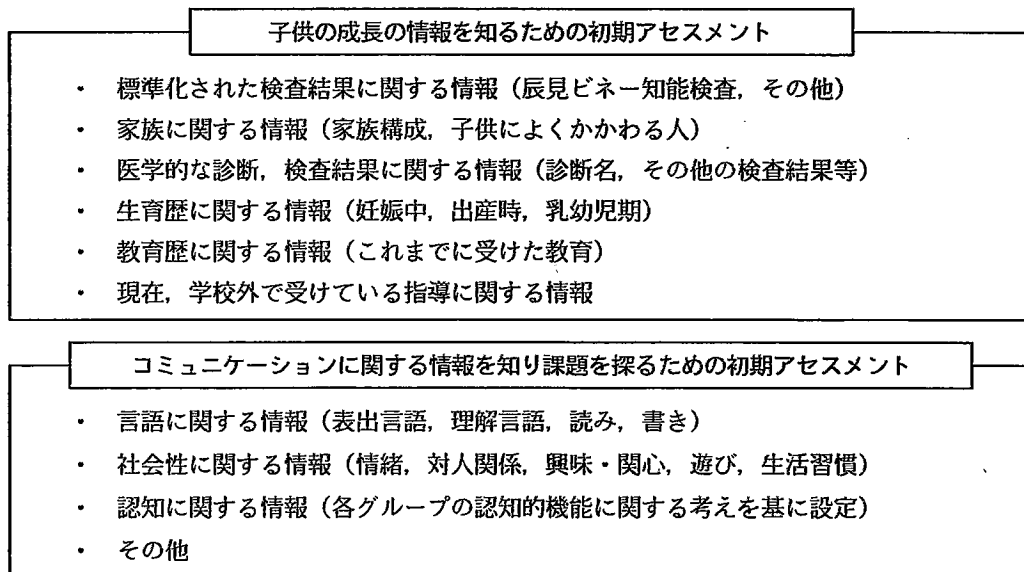 子供の成長の情報を知るための初期アセスメント
・ 標準化された検査結果に関する情報（辰見ビネー知能検査，その他）
・ 家族に関する情報（家族構成，子供によくかかわる人）
・ 医学的な診断，検査結果に関する情報（診断名，その他の検査結果等）
・ 生育歴に関する情報（妊娠中，出産時，乳幼児期）
・ 教育歴に関する情報（これまでに受けた教育）
・ 現在，学校外で受けている指導に関する情報
コミュニケーションに関する情報を知り課題を探るための初期アセスメント
・ 言語に関する情報（表出言語，理解言語，読み，書き）
・ 社会性に関する情報（情緒，対人関係，興味・関心，遊び，生活習慣）
・ 認知に関する情報（各グループの認知的機能に関する考えを基に設定）
・ その他